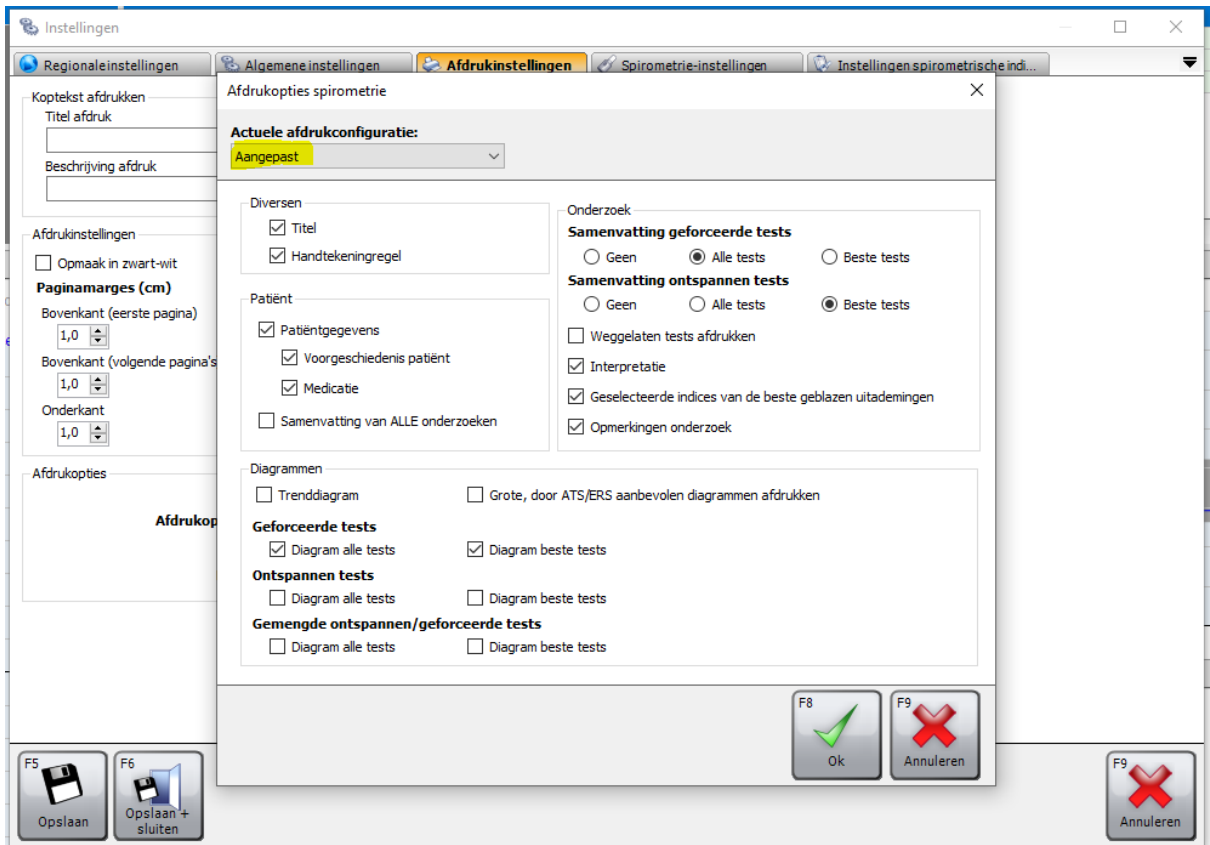 Instellingen
Regionale instellingen
Algemene instellingen
Afdrukinstellingen
Spirometrie-instellingen
Instellingen spirometrische indi...
Koptekst afdrukken
Titel afdruk
Beschrijving afdruk
Afdrukinstellingen
Opmaak in zwart-wit
Paginamarges (cm)
Bovenkant (eerste pagina)
1,0
Bovenkant (volgende pagina's
1,0
Onderkant
1,0
Afdrukopties
Afdrukop
Afdrukopties spirometrie
Actuele afdrukconfiguratie:
Aangepast
Diversen
Titel
Handtekeningregel
Patiënt
Patiëntgegevens
Voorgeschiedenis patiënt
Medicatie
Samenvatting van ALLE onderzoeken
Onderzoek
Samenvatting geforceerde tests
Geen Alle tests Beste tests
Samenvatting ontspannen tests
Geen Alle tests Beste tests
Weggelaten tests afdrukken
Interpretatie
Geselecteerde indices van de beste geblazen uitademingen
Opmerkingen onderzoek
Diagrammen
Trenddiagram Grote, door ATS/ERS aanbevolen diagrammen afdrukken
Geforceerde tests
Diagram alle tests Diagram beste tests
Ontspannen tests
Diagram alle tests Diagram beste tests
Gemengde ontspannen/geforceerde tests
Diagram alle tests Diagram beste tests
F8
Ok
F9
Annuleren
F5
Opslaan
F6
Opslaan +
sluiten
F9
Annuleren